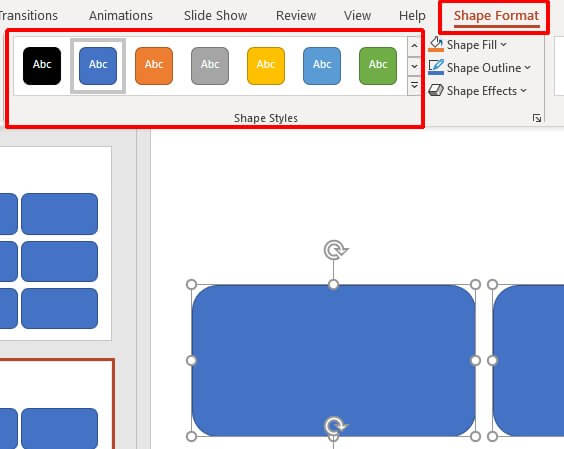 Transitions Animations Slide Show Review View Help Shape Format
Abc Abc Abc Abc Abc Abc Abc
Shape Fill
Shape Outline
Shape Effects
Shape Styles